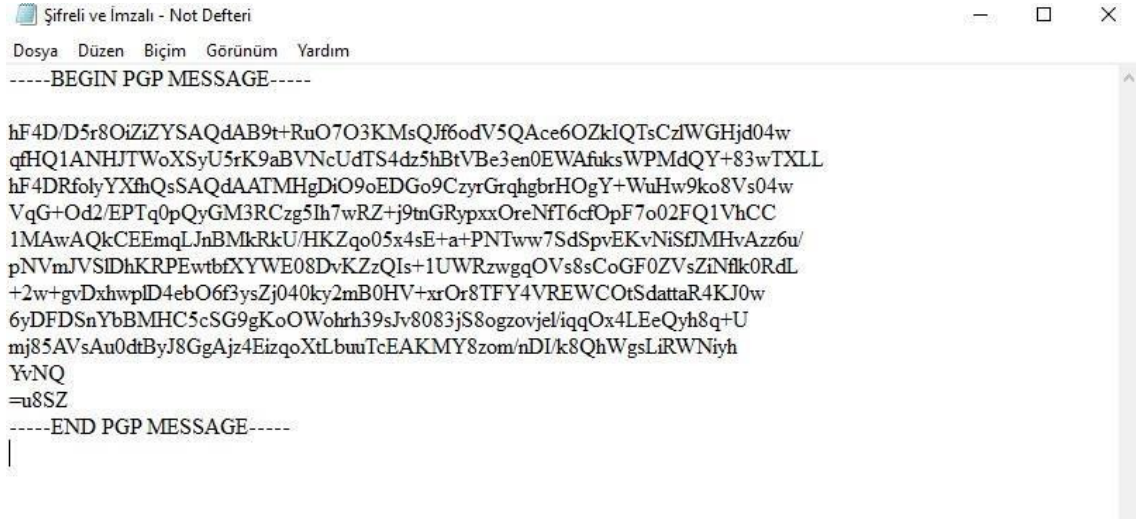 Şifreli ve İmzalı - Not Defteri
Dosya Düzen Biçim Görünüm Yardım
-----BEGIN PGP MESSAGE-----
hF4D/D5r8OiZiZYSAQdAB9t+RuO7O3KMsQJf6odV5QAce6OZkIQTsCzlWGHjd04w
qfHQ1ANHJTWoXSyU5rK9aBVNcUdTS4dz5hBtVBe3en0EWAfuksWPMdQY+83wTXLL
hF4DRfolyYXfhQsSAQdAATMHgDiO9oEDGo9CzyrGrqhgbrHOgY+WuHw9ko8Vs04w
VqG+Od2/EPTq0pQyGM3RCzg5Ih7wRZ+j9tnGRypxxOreNfT6cfOpF7o02FQ1VhCC
1MAwAQkCEEmqLJnBMkRkU/HKZqo05x4sE+a+PNTww7SdSpvEKvNiSfJMHvAzz6u/
pNVmJVSlDhKRPEwtbfXYWE08DvKZzQIs+1UWRzwgqOVs8sCoGF0ZVsZiNflk0RdL
+2w+gvDxhwplD4ebO6f3ysZj040ky2mB0HV+xrOr8TFY4VREWCOtSdattaR4KJ0w
6yDFDSnYbBMHC5cSG9gKoOWohrh39sJv8083jS8ogzovjel/iqqOx4LEeQyh8q+U
mj85AVsAu0dtByJ8GgAjz4EizqoXtLbuuTcEAKMY8zom/nDI/k8QhWgsLiRWNiyh
YvNQ
=u8SZ
-----END PGP MESSAGE-----